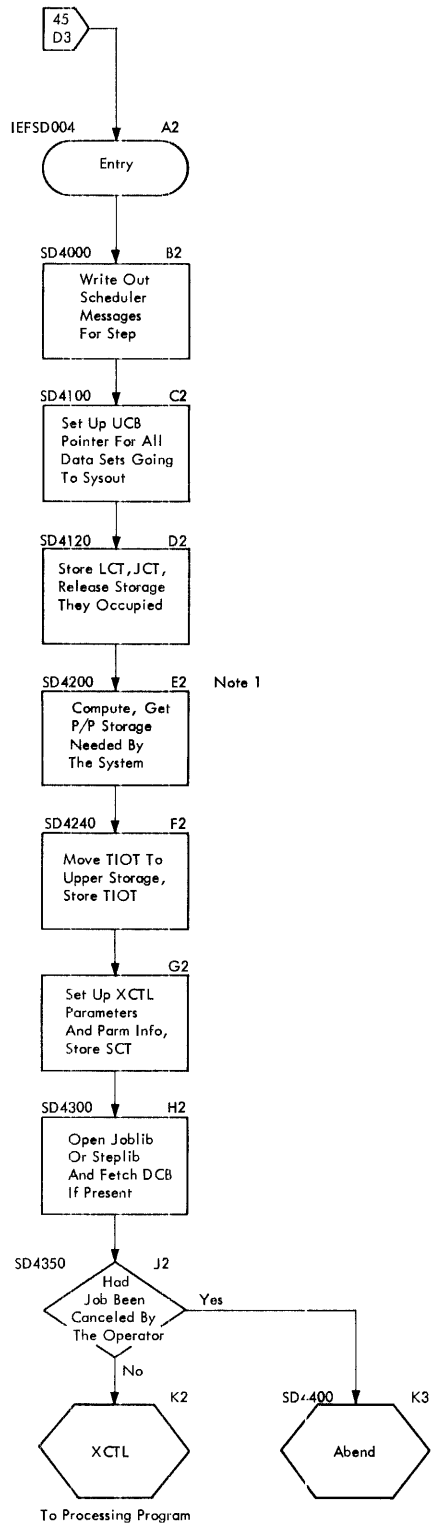 45
D3
IEFSD004 A2
Entry
SD4000 B2
Write Out
Scheduler
Messages
For Step
SD4100 C2
Set Up UCB
Pointer For All
Data Sets Going
To Sysout
SD4120 D2
Store LCT, JCT,
Release Storage
They Occupied
SD4200 E2 Note 1
Compute, Get
P/P Storage
Needed By
The System
SD4240 F2
Move TIOT To
Upper Storage,
Store TIOT
G2
Set Up XCTL
Parameters
And Parm Info,
Store SCT
SD4300 H2
Open Joblib
Or Steplib
And Fetch DCB
If Present
SD4350 J2
Had
Job Been
Canceled By
The Operator
Yes
No
K2
XCTL
To Processing Program
SD4400 K3
Abend